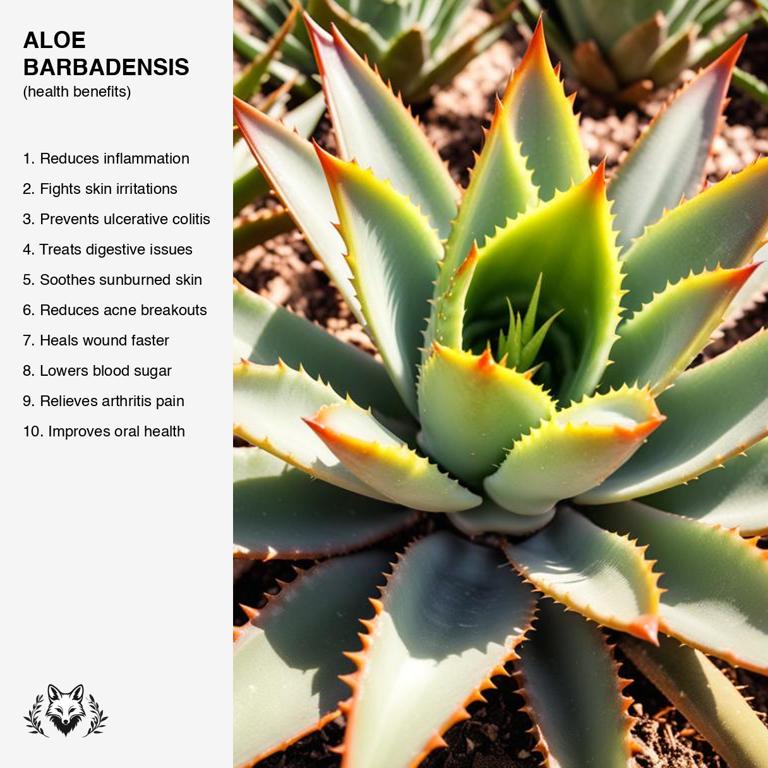 ALOE
BARBADENSIS
(health benefits)
1. Reduces inflammation
2. Fights skin irritations
3. Prevents ulcerative colitis
4. Treats digestive issues
5. Soothes sunburned skin
6. Reduces acne breakouts
7. Heals wound faster
8. Lowers blood sugar
9. Relieves arthritis pain
10. Improves oral health